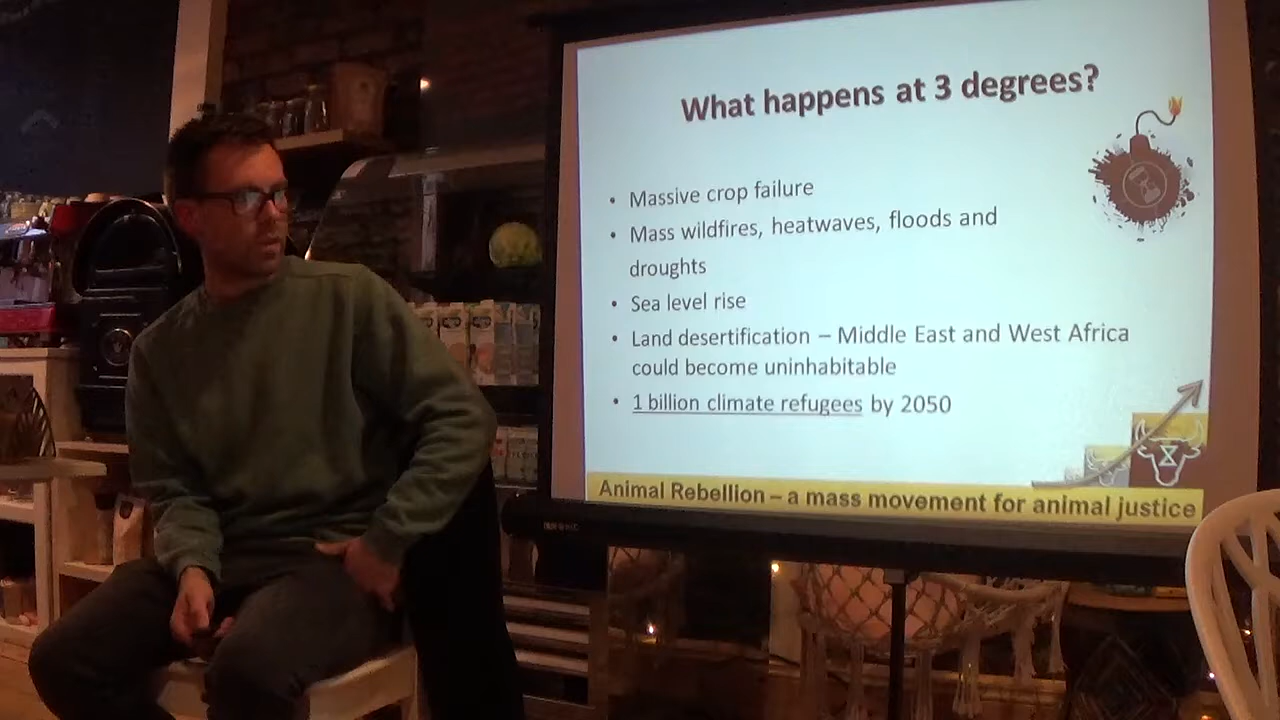 What happens at 3 degrees?
• Massive crop failure
• Mass wildfires, heatwaves, floods and
droughts
• Sea level rise
• Land desertification – Middle East and West Africa
could become uninhabitable
• 1 billion climate refugees by 2050
Animal Rebellion – a mass movement for animal justice